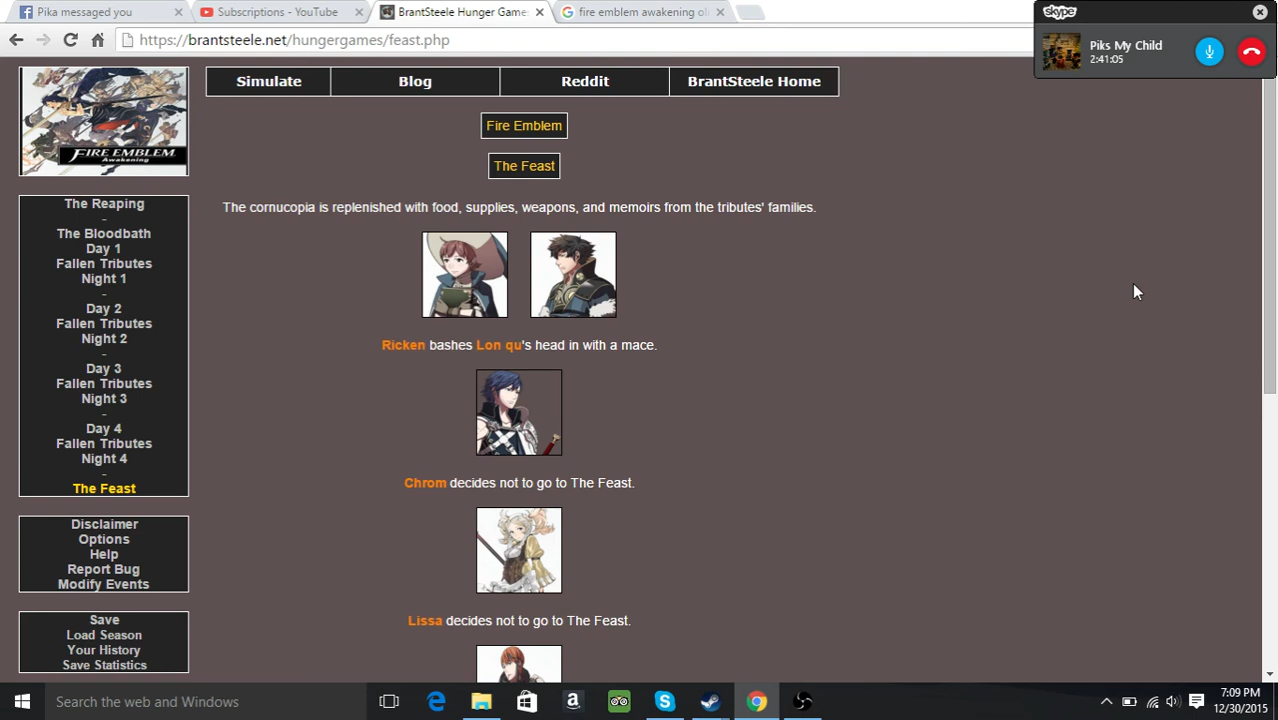 Pika messaged you
Subscriptions - YouTube
BrantSteele Hunger Game
fire emblem awakening oli
https://brantsteele.net/hungergames/feast.php
skype
Piks My Child
2:41:05
FIRE EMBLEM
Awakening
Simulate
Blog
Reddit
BrantSteele Home
Fire Emblem
The Feast
The cornucopia is replenished with food, supplies, weapons, and memoirs from the tributes' families.
Ricken bashes Lon qu's head in with a mace.
Chrom decides not to go to The Feast.
Lissa decides not to go to The Feast.
The Reaping
-
The Bloodbath
Day 1
Fallen Tributes
Night 1
-
Day 2
Fallen Tributes
Night 2
-
Day 3
Fallen Tributes
Night 3
-
Day 4
Fallen Tributes
Night 4
-
The Feast
Disclaimer
Options
Help
Report Bug
Modify Events
Save
Load Season
Your History
Save Statistics
Search the web and Windows
7:09 PM
12/30/2015